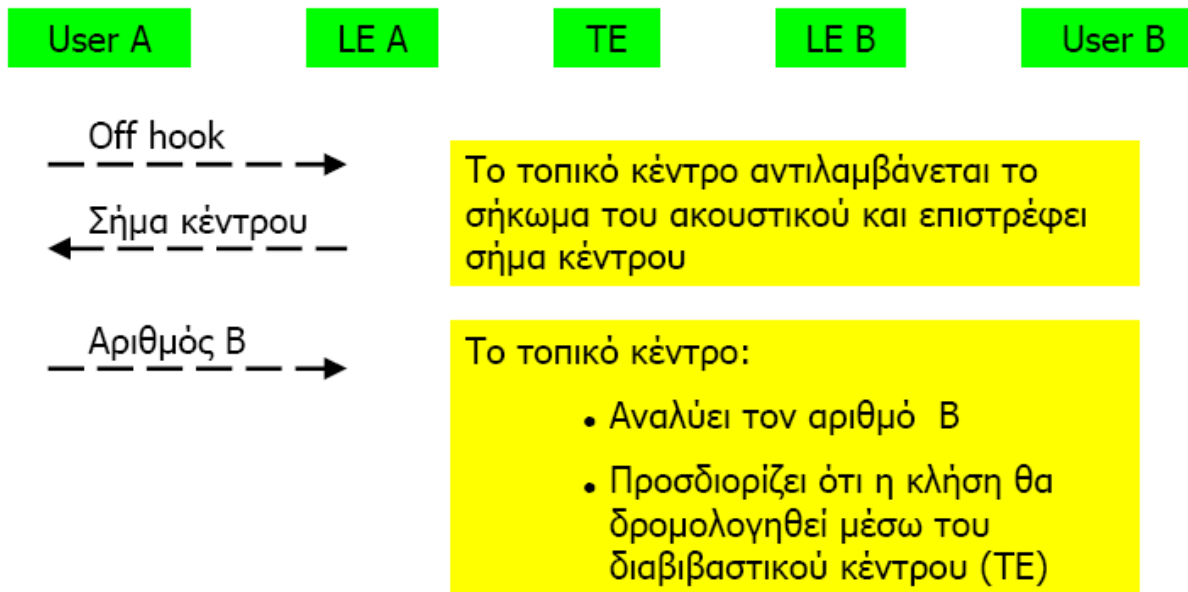 User A LE A TE LE B User B
Off hook
Το τοπικό κέντρο αντιλαμβάνεται το
σήκωμα του ακουστικού και επιστρέφει
σήμα κέντρου
Σήμα κέντρου
Αριθμός Β
Το τοπικό κέντρο:
• Αναλύει τον αριθμό Β
• Προσδιορίζει ότι η κλήση θα
δρομολογηθεί μέσω του
διαβιβαστικού κέντρου (ΤΕ)